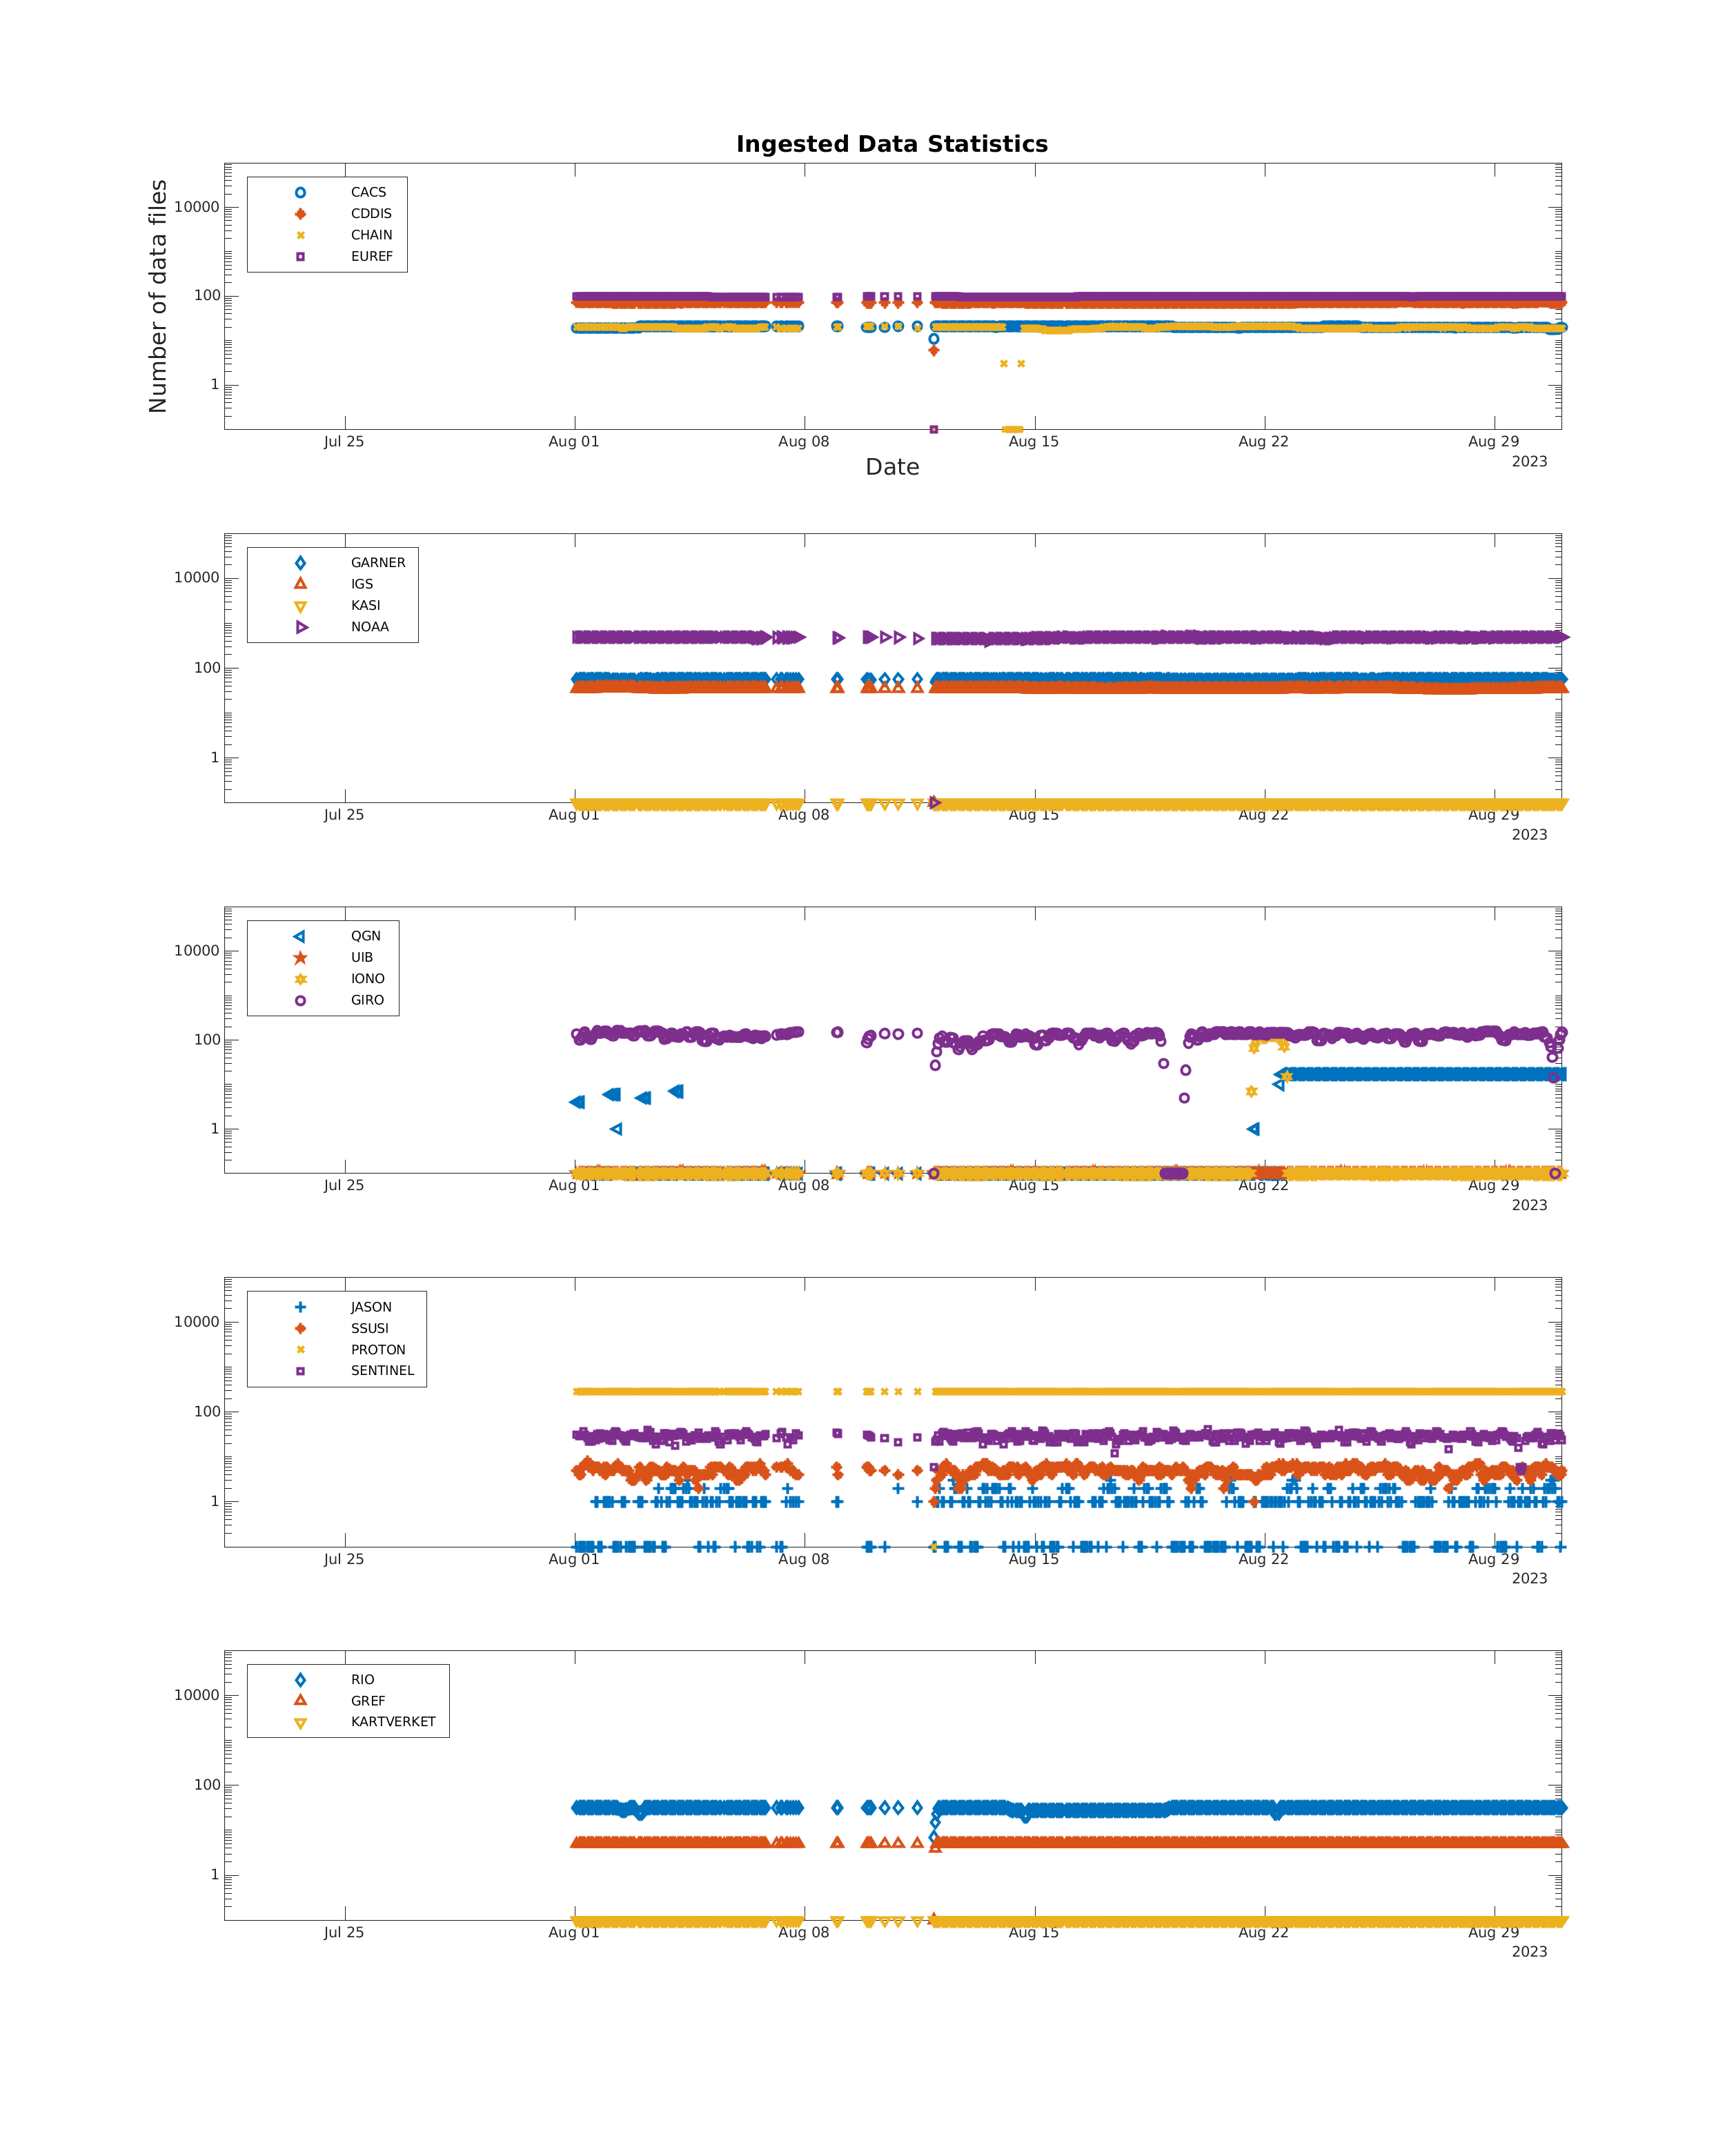 Ingested Data Statistics
Number of data files
10000
100
1
CACS
CDDIS
CHAIN
EUREF
Jul 25
Aug 01
Aug 08
Aug 15
Aug 22
Aug 29
2023
Date
10000
100
1
GARNER
IGS
KASI
NOAA
Jul 25
Aug 01
Aug 08
Aug 15
Aug 22
Aug 29
2023
10000
100
1
QGN
UIB
IONO
GIRO
Jul 25
Aug 01
Aug 08
Aug 15
Aug 22
Aug 29
2023
10000
100
1
JASON
SSUSI
PROTON
SENTINEL
Jul 25
Aug 01
Aug 08
Aug 15
Aug 22
Aug 29
2023
10000
100
1
RIO
GREF
KARTVERKET
Jul 25
Aug 01
Aug 08
Aug 15
Aug 22
Aug 29
2023